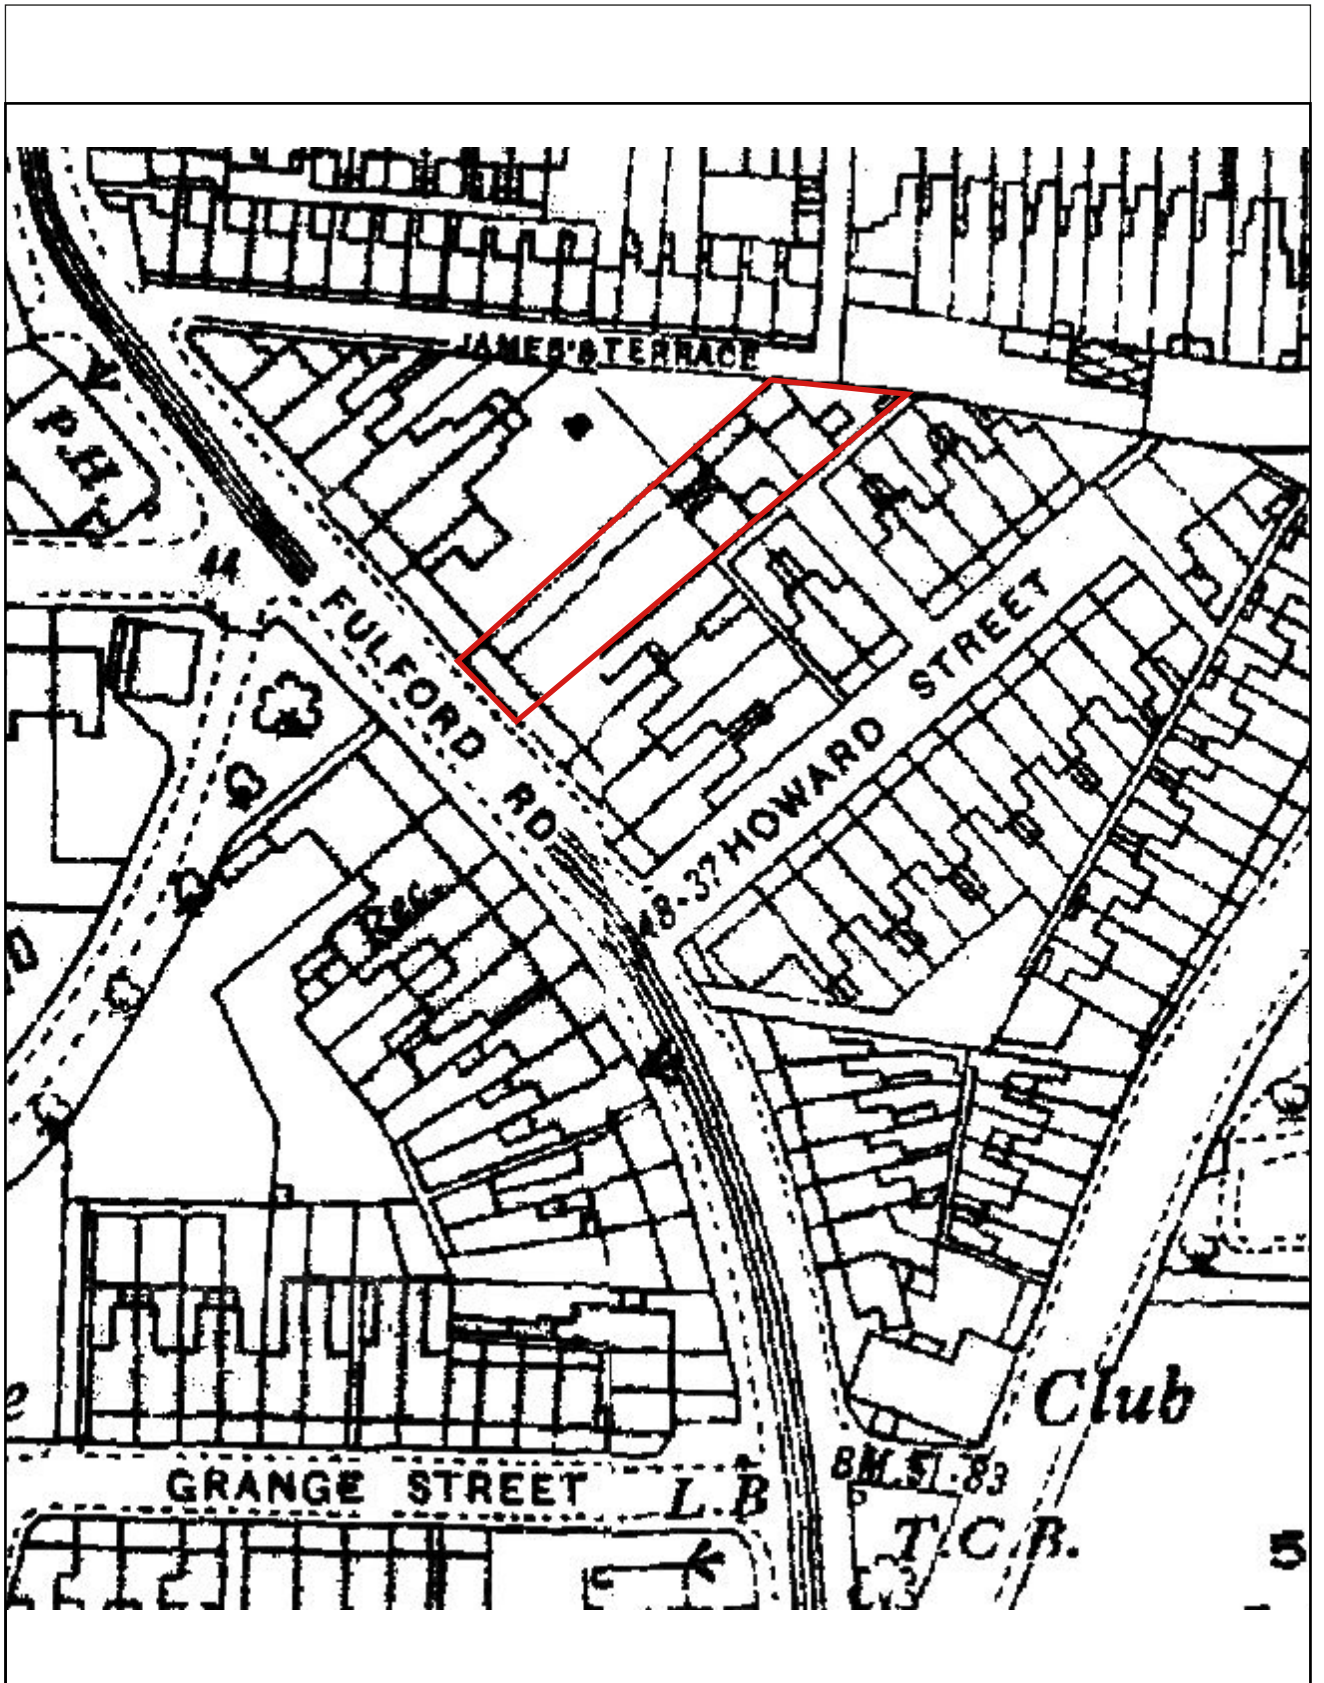 JAMES'S TERRACE
P.H.
44
FULFORD RD
HOWARD STREET
48-37
Rec.
Club
GRANGE STREET
L.B
B.M. 51.83
T.C.B.
5
e